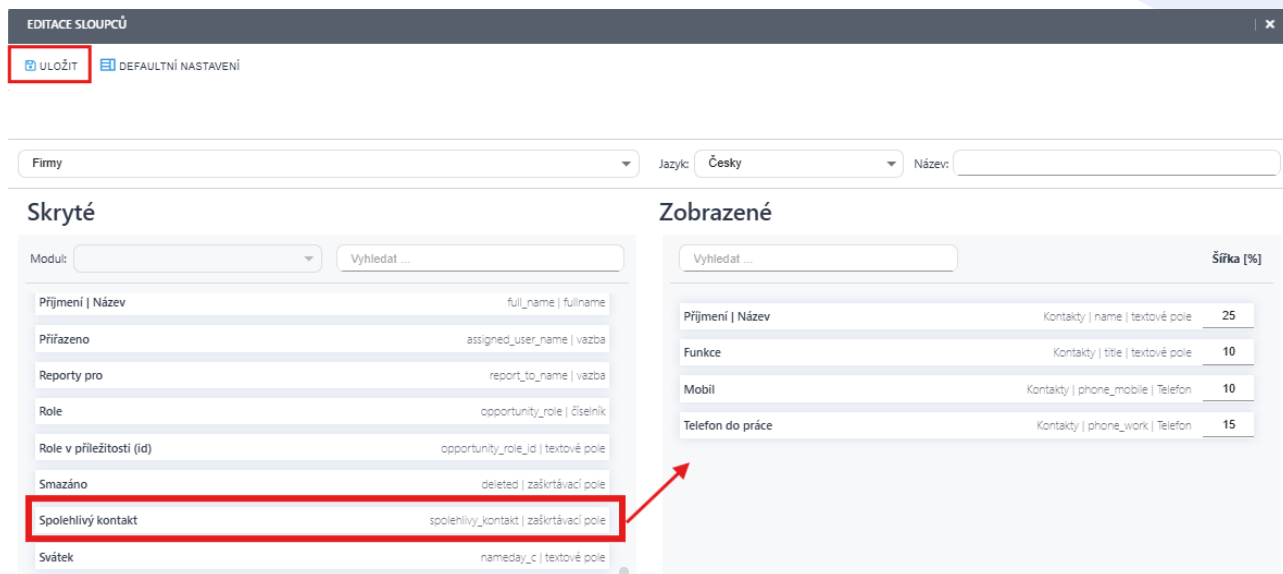 EDITACE SLOUPCŮ
ULOŽIT DEFAULTNÍ NASTAVENÍ
Firmy Jazyk: Česky Název:
Skryté Zobrazené
Modul: Vyhledat ... Vyhledat ... Šířka [%]
Příjmení | Název full_name | fullname
Přiřazeno assigned_user_name | vazba
Reporty pro report_to_name | vazba
Role opportunity_role | číselník
Role v příležitosti (id) opportunity_role_id | textové pole
Smazáno deleted | zaškrtávací pole
Spolehlivý kontakt spolehlivy_kontakt | zaškrtávací pole
Svátek nameday_c | textové pole
Příjmení | Název Kontakty | name | textové pole 25
Funkce Kontakty | title | textové pole 10
Mobil Kontakty | phone_mobile | Telefon 10
Telefon do práce Kontakty | phone_work | Telefon 15